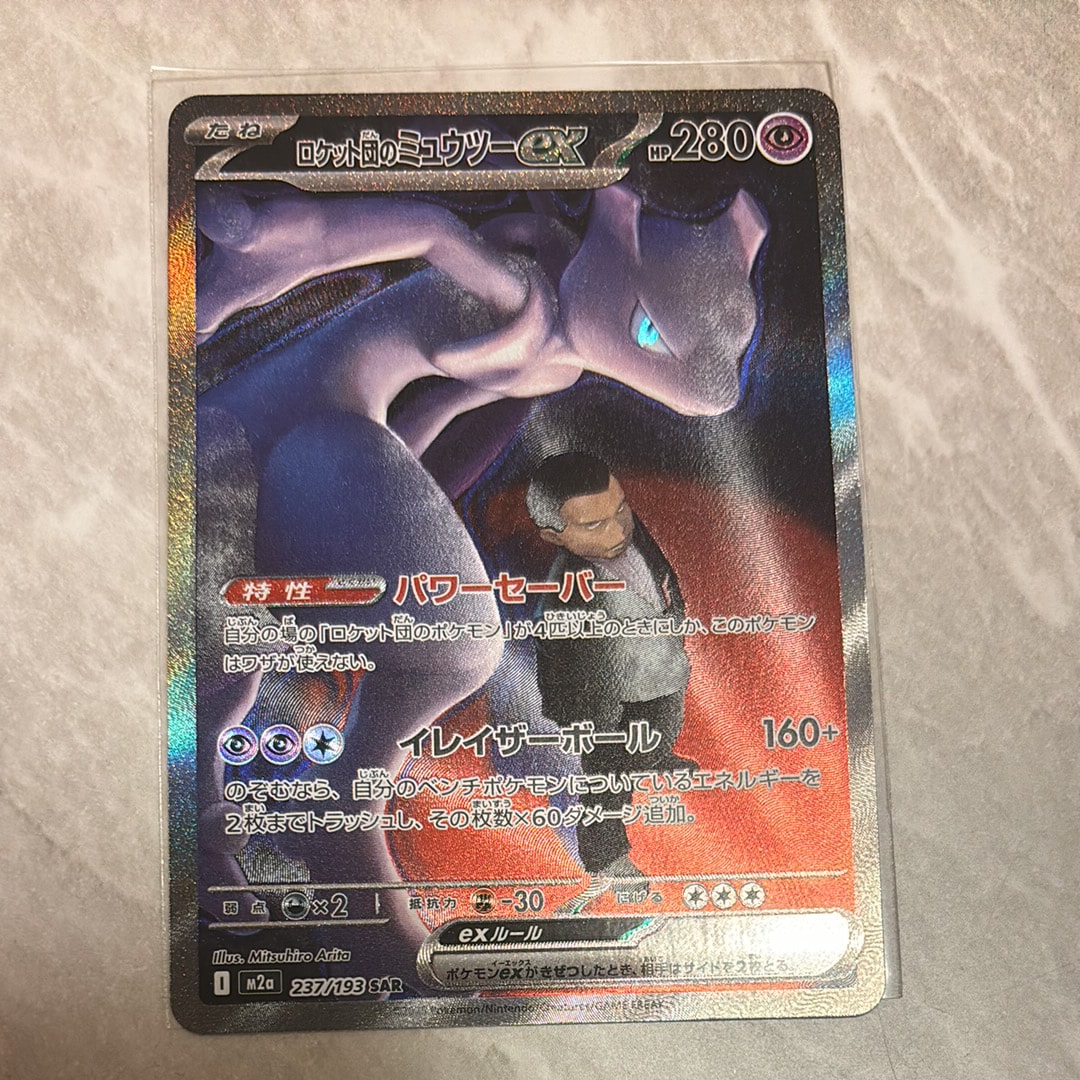 たね ロケット団のミュウツーex HP280
特性 パワーセーバー
自分の場の「ロケット団のポケモン」が4匹以上のときにしか、このポケモン
はワザが使えない。
イレイザーボール 160+
のぞむなら、自分のベンチポケモンについているエネルギーを
2枚までトラッシュし、その枚数×60ダメージ追加。
弱点 ×2 抵抗力 -30 にげる
exルール
ポケモンexがきぜつしたとき、相手はサイドを2枚とる。
Illus. Mitsuhiro Arita
I m2a 237/193 SAR
Pokémon/Nintendo/Creatures/GAME FREAK